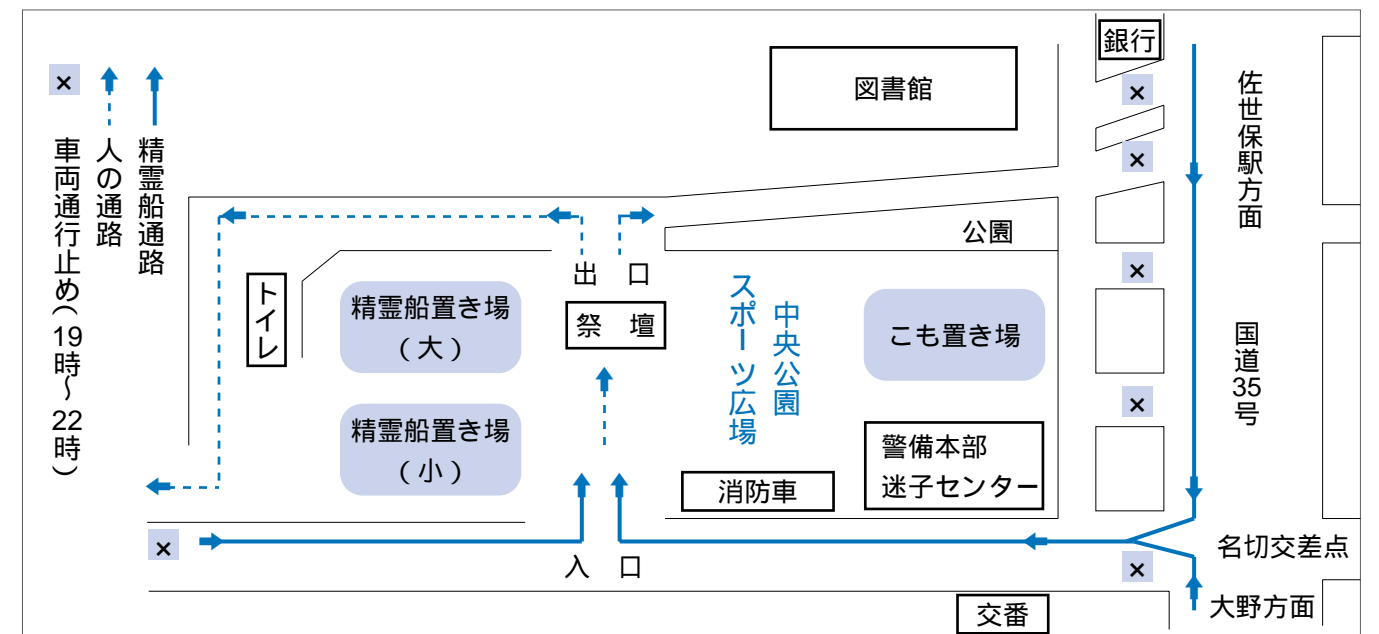 銀行
図書館
×
×
佐世保駅方面
精霊船通路
人の通路
× 車両通行止め(19時〜22時)
公園
出口
トイレ
精霊船置き場
(大)
祭壇
中央公園
スポーツ広場
こも置き場
×
国道35号
×
精霊船置き場
(小)
警備本部
迷子センター
消防車
×
入口
×
名切交差点
大野方面
交番